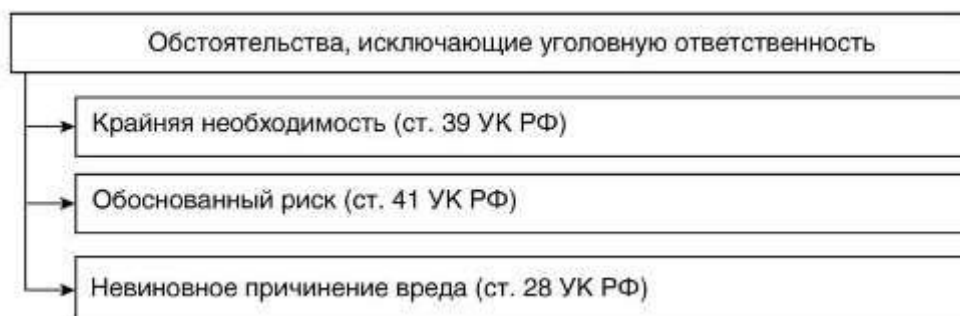 Обстоятельства, исключающие уголовную ответственность
Крайняя необходимость (ст. 39 УК РФ)
Обоснованный риск (ст. 41 УК РФ)
Невиновное причинение вреда (ст. 28 УК РФ)